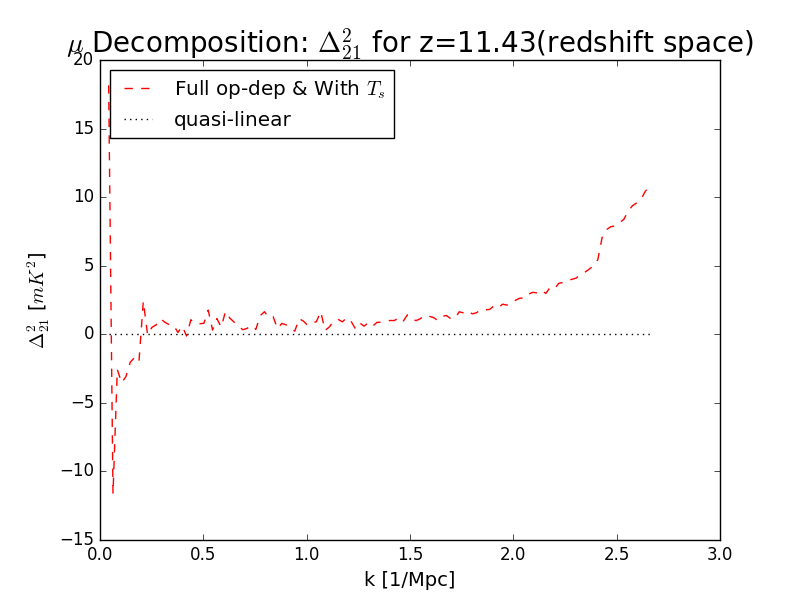 μ Decomposition: Δ²₂₁ for z=11.43(redshift space)
20
Full op-dep & With Tₛ
quasi-linear
15
10
5
0
−5
−10
−15
Δ²₂₁ [mK²]
0.0 0.5 1.0 1.5 2.0 2.5 3.0
k [1/Mpc]